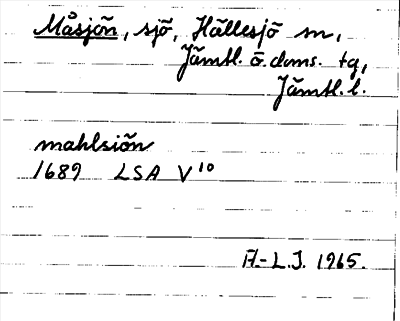 Måsjön, sjö, Hällesjö sn,
Jämtl. ö. doms. tg,
Jämtl. l.
mahlsiön
1689 LSA V¹⁰
A.-L.J. 1965.